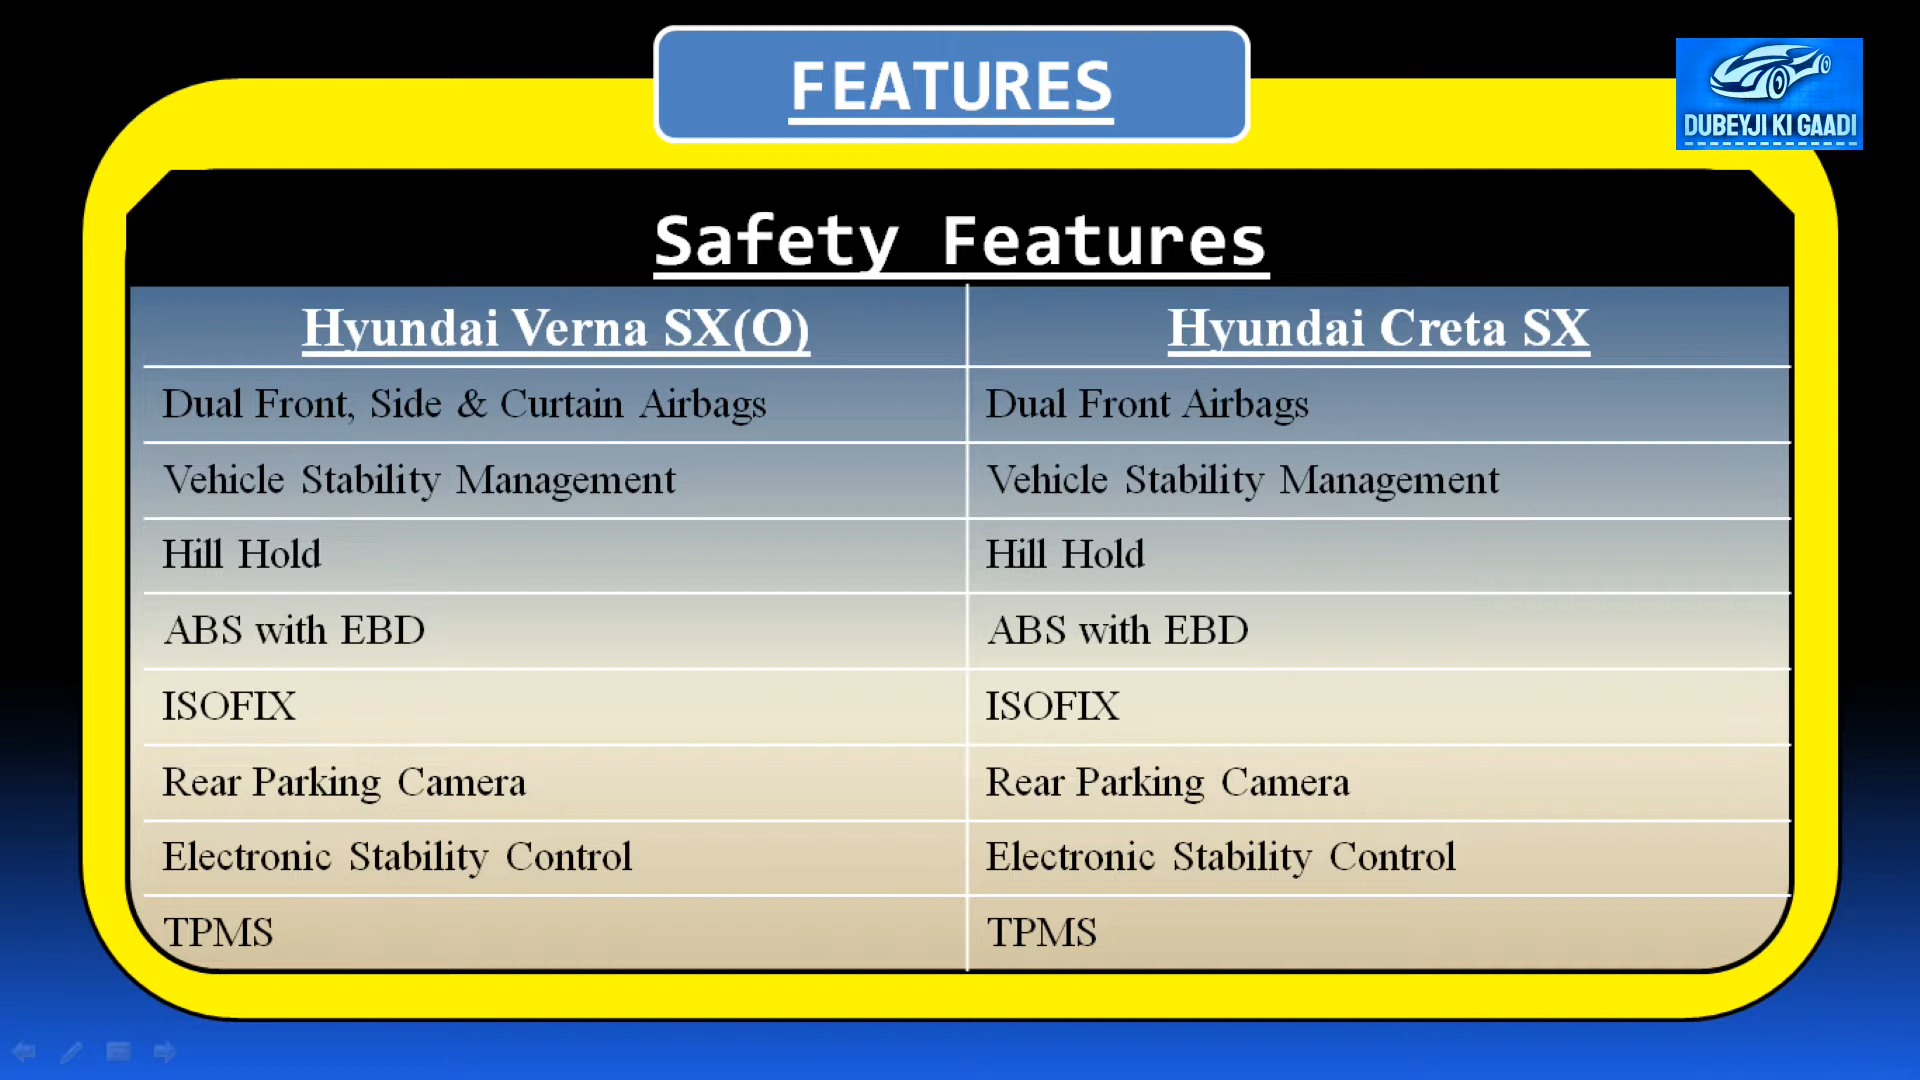 FEATURES
DUBEYJI KI GAADI
Safety Features
Hyundai Verna SX(O)
Hyundai Creta SX
Dual Front, Side & Curtain Airbags
Dual Front Airbags
Vehicle Stability Management
Vehicle Stability Management
Hill Hold
Hill Hold
ABS with EBD
ABS with EBD
ISOFIX
ISOFIX
Rear Parking Camera
Rear Parking Camera
Electronic Stability Control
Electronic Stability Control
TPMS
TPMS